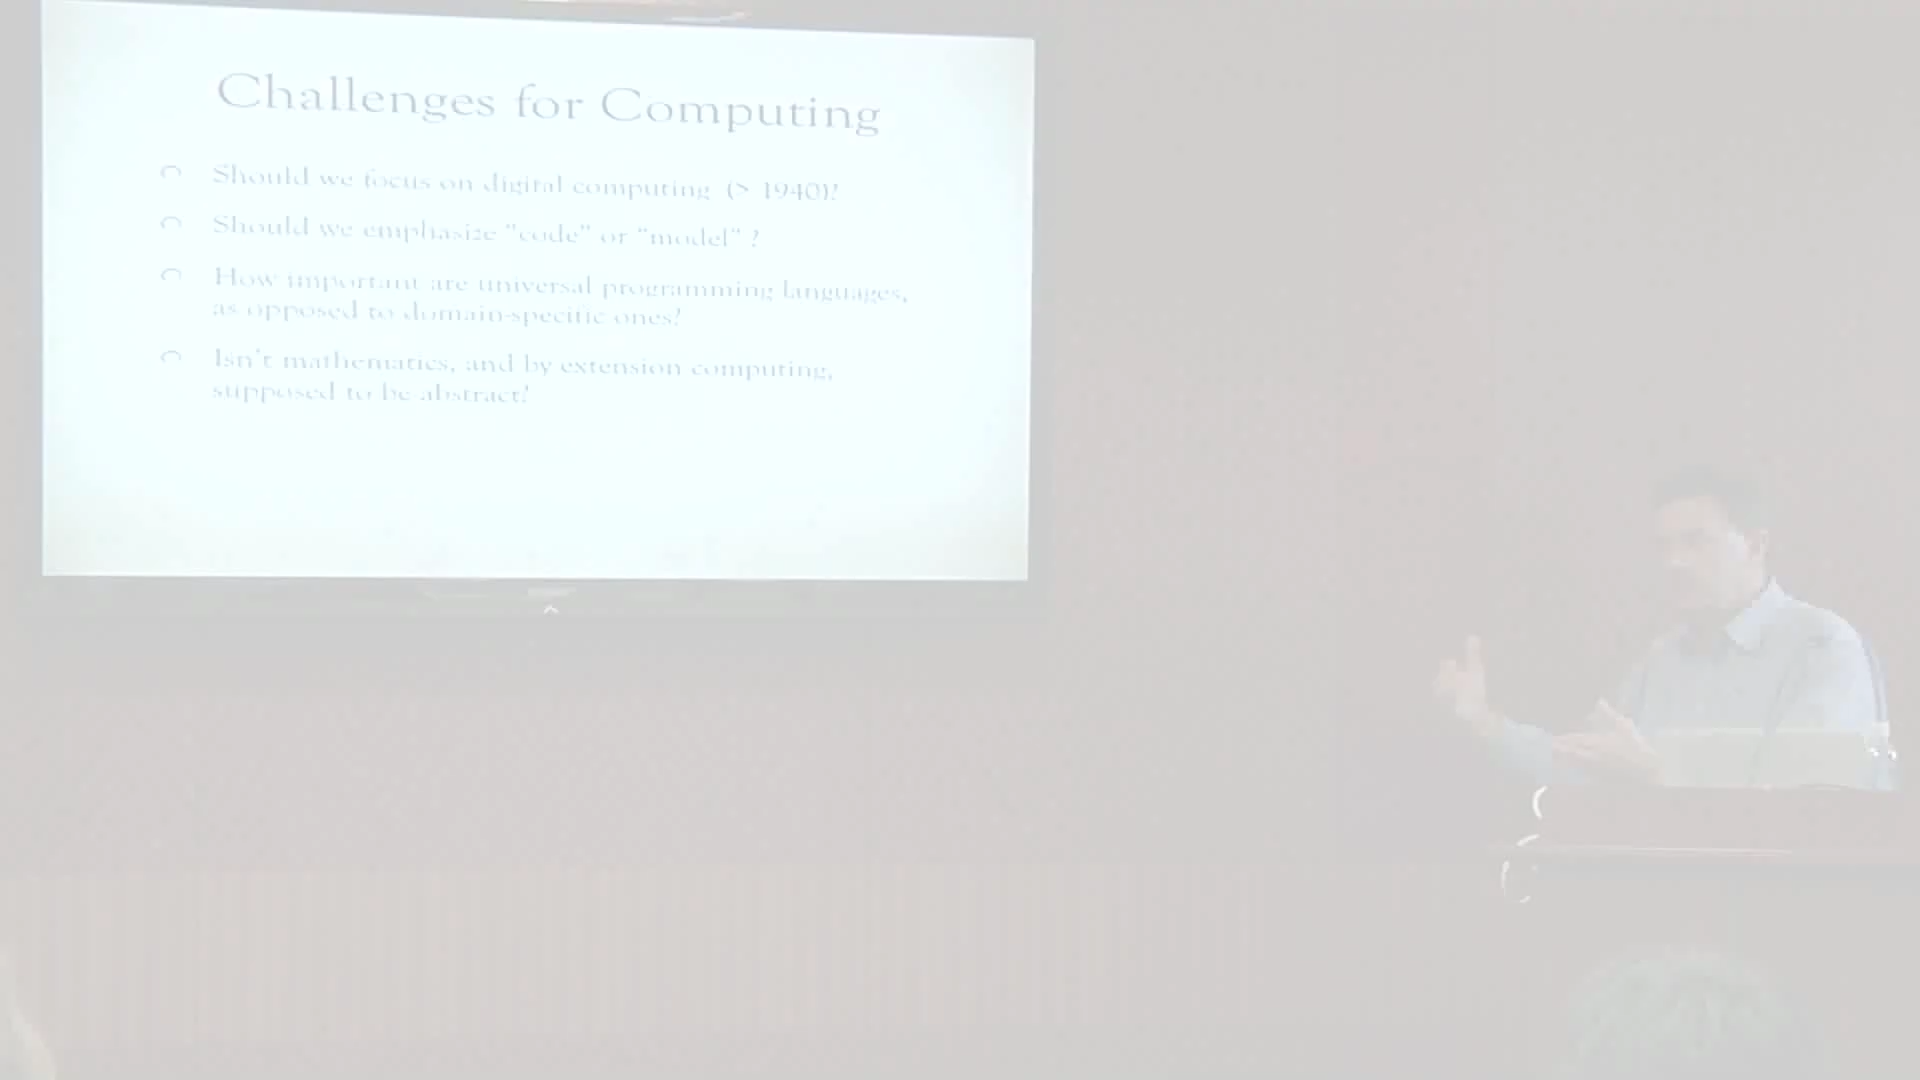 Challenges for Computing
Should we focus on digital computing (> 1940)?
Should we emphasize "code" or "model" ?
How important are universal programming languages,
as opposed to domain-specific ones?
Isn't mathematics, and by extension computing,
supposed to be abstract?